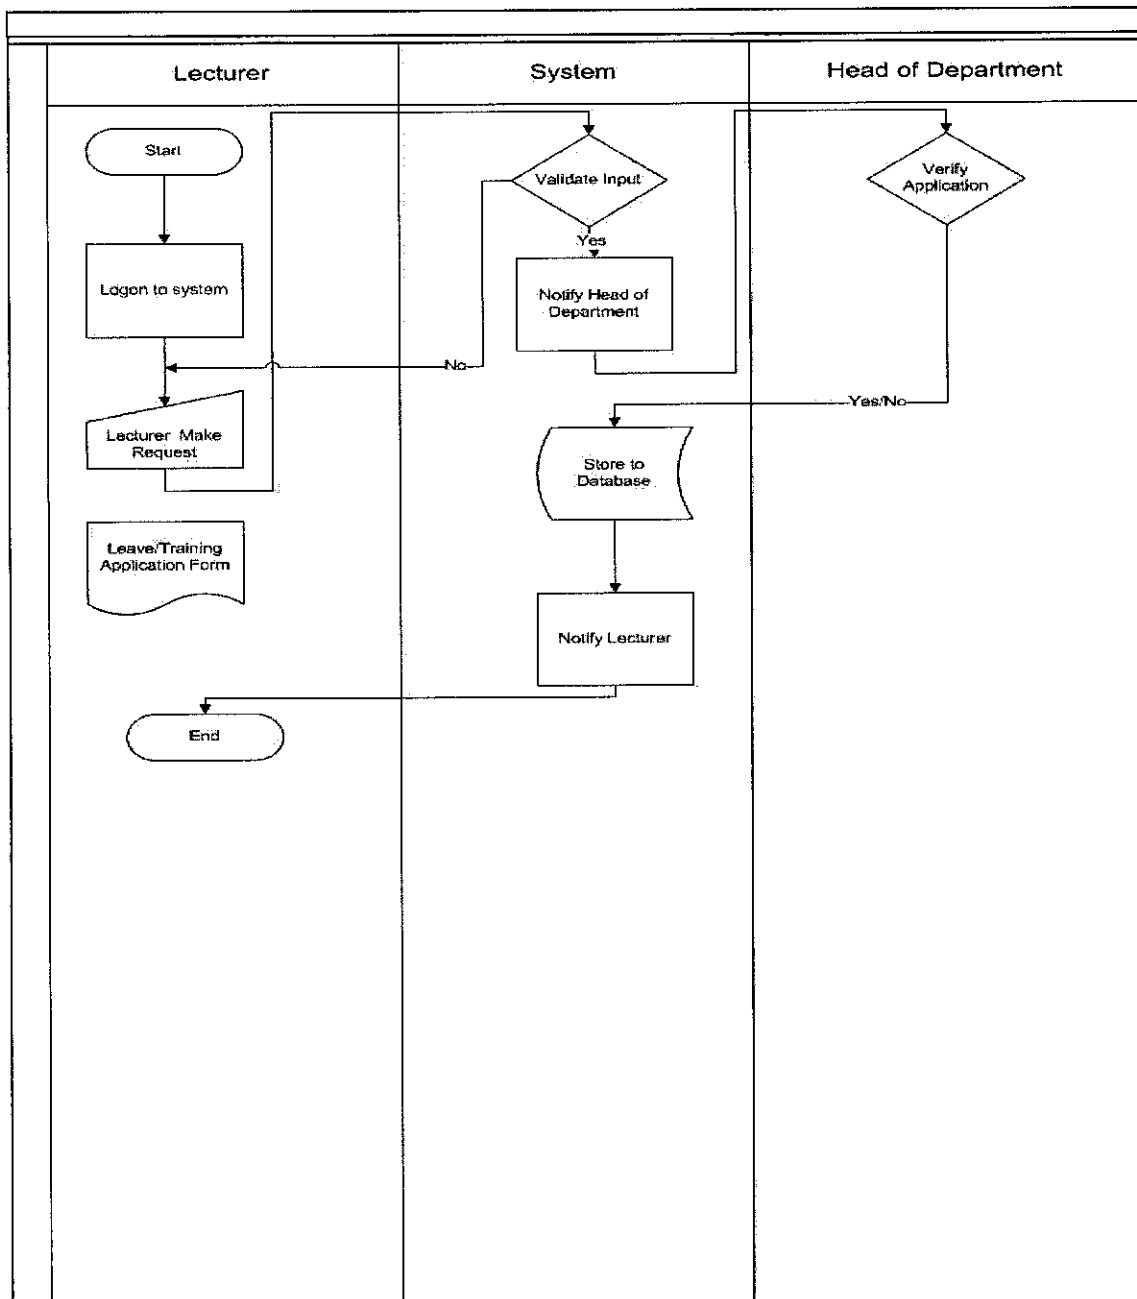 Lecturer
System
Head of Department
Start
Logon to system
Lecturer Make
Request
Leave/Training
Application Form
End
Validate Input
Yes
Notify Head of
Department
No
Store to
Database
Notify Lecturer
Verify
Application
Yes/No